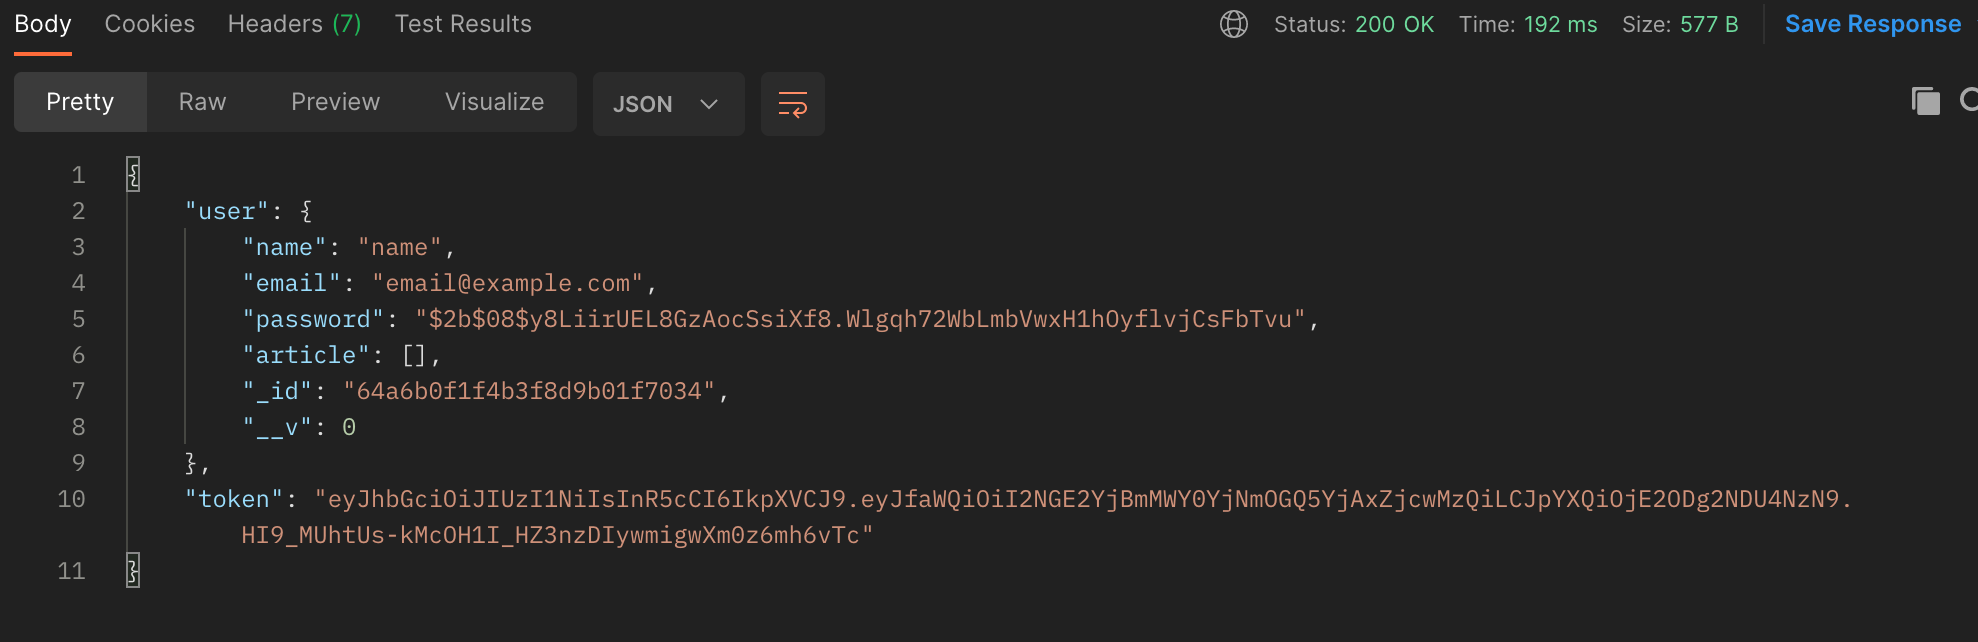 Body Cookies Headers (7) Test Results Status: 200 OK Time: 192 ms Size: 577 B Save Response
Pretty Raw Preview Visualize JSON
1 {
2 "user": {
3 "name": "name",
4 "email": "email@example.com",
5 "password": "$2b$08$y8LiirUEL8GzAocSsiXf8.Wlgqh72WbLmbVwxH1hOyflvjCsFbTvu",
6 "article": [],
7 "_id": "64a6b0f1f4b3f8d9b01f7034",
8 "__v": 0
9 },
10 "token": "eyJhbGciOiJIUzI1NiIsInR5cCI6IkpXVCJ9.eyJfaWQiOiI2NGE2YjBmMWY0YjNmOGQ5YjAxZjcwMzQiLCJpYXQiOjE2ODg2NDU4NzN9.
HI9_MUhtUs-kMcOH1I_HZ3nzDIywmigwXm0z6mh6vTc"
11 }